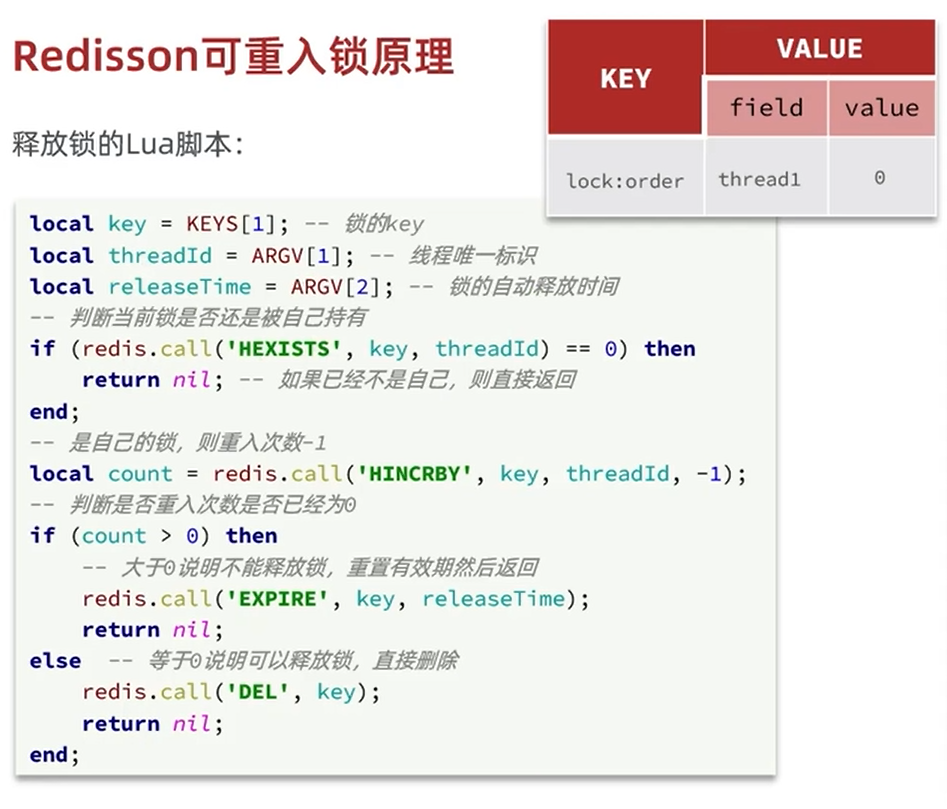 Redisson可重入锁原理
KEY
VALUE
field
value
lock:order
thread1
0
释放锁的Lua脚本：
local key = KEYS[1]; -- 锁的key
local threadId = ARGV[1]; -- 线程唯一标识
local releaseTime = ARGV[2]; -- 锁的自动释放时间
-- 判断当前锁是否还是被自己持有
if (redis.call('HEXISTS', key, threadId) == 0) then
    return nil; -- 如果已经不是自己，则直接返回
end;
-- 是自己的锁，则重入次数-1
local count = redis.call('HINCRBY', key, threadId, -1);
-- 判断是否重入次数是否已经为0
if (count > 0) then
    -- 大于0说明不能释放锁，重置有效期然后返回
    redis.call('EXPIRE', key, releaseTime);
    return nil;
else  -- 等于0说明可以释放锁，直接删除
    redis.call('DEL', key);
    return nil;
end;